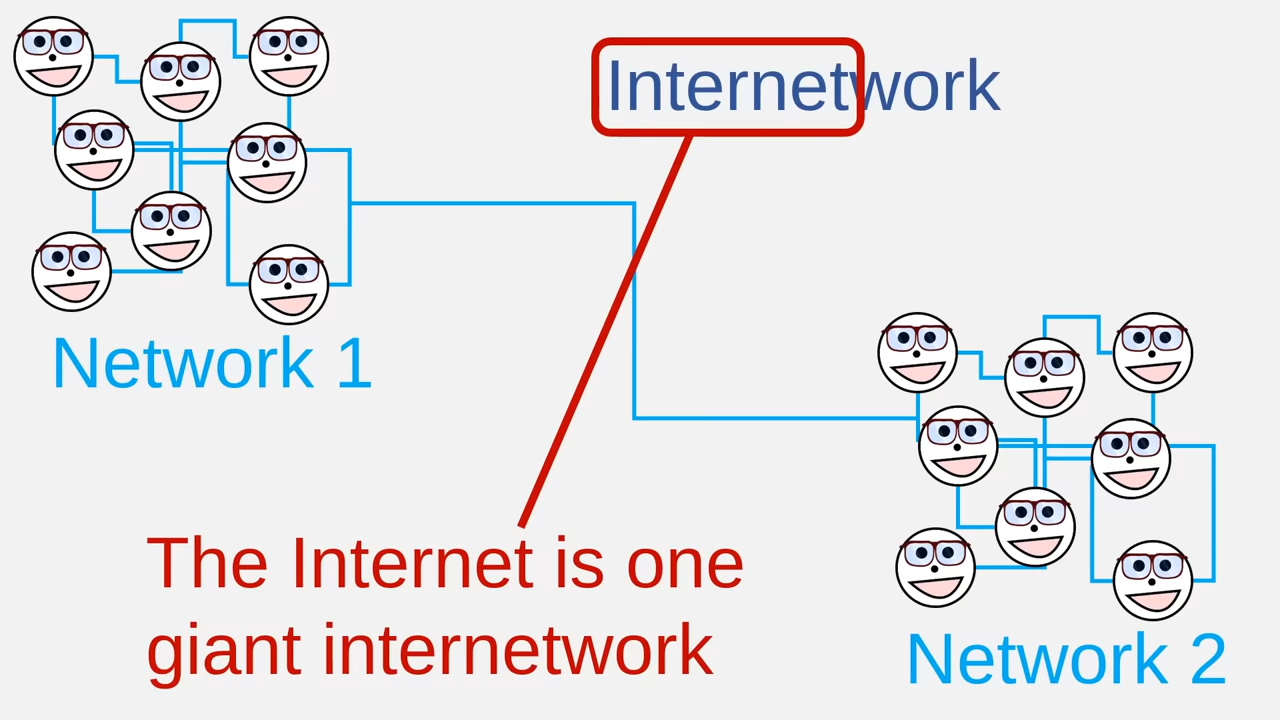 Internetwork
Network 1
The Internet is one
giant internetwork
Network 2